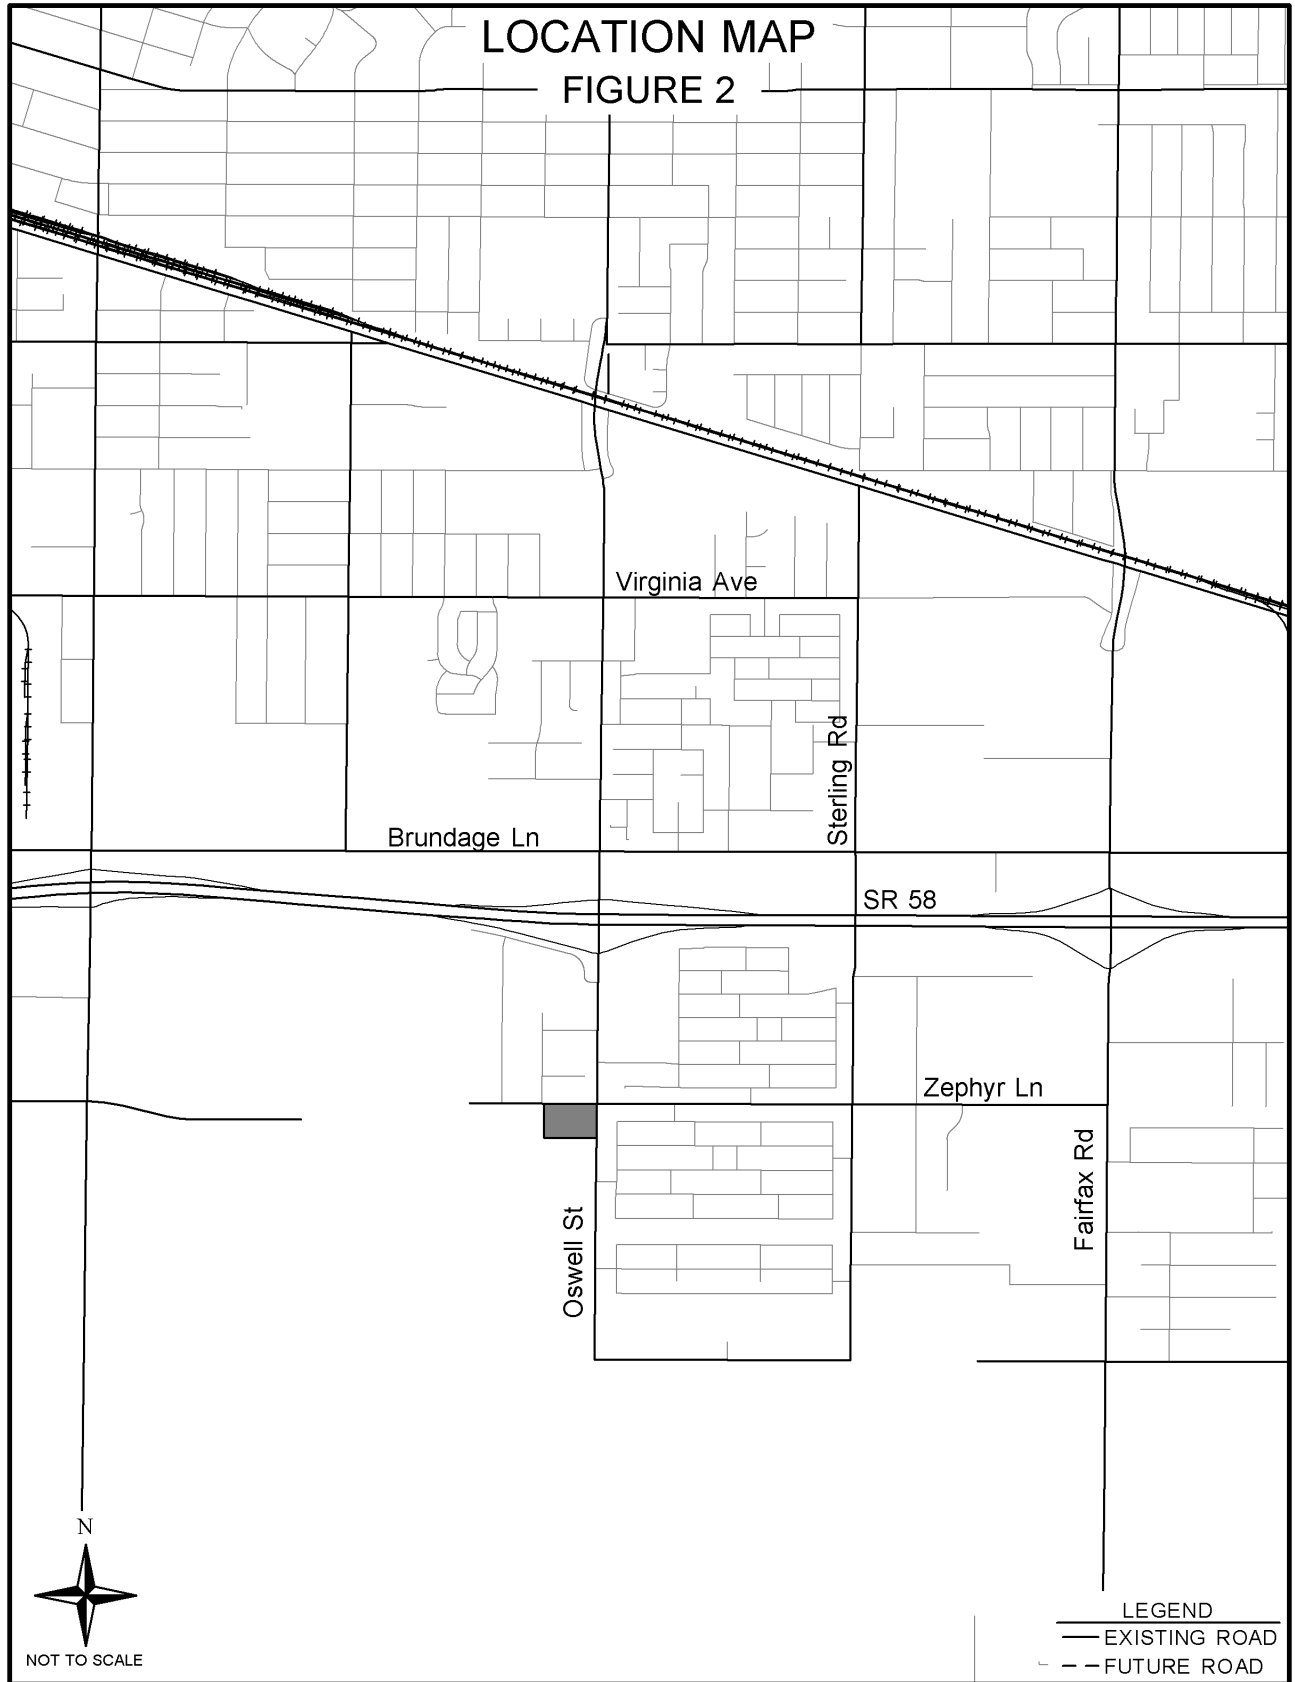 LOCATION MAP
FIGURE 2
Virginia Ave
Sterling Rd
Brundage Ln
SR 58
Zephyr Ln
Fairfax Rd
Oswell St
N
NOT TO SCALE
LEGEND
EXISTING ROAD
FUTURE ROAD